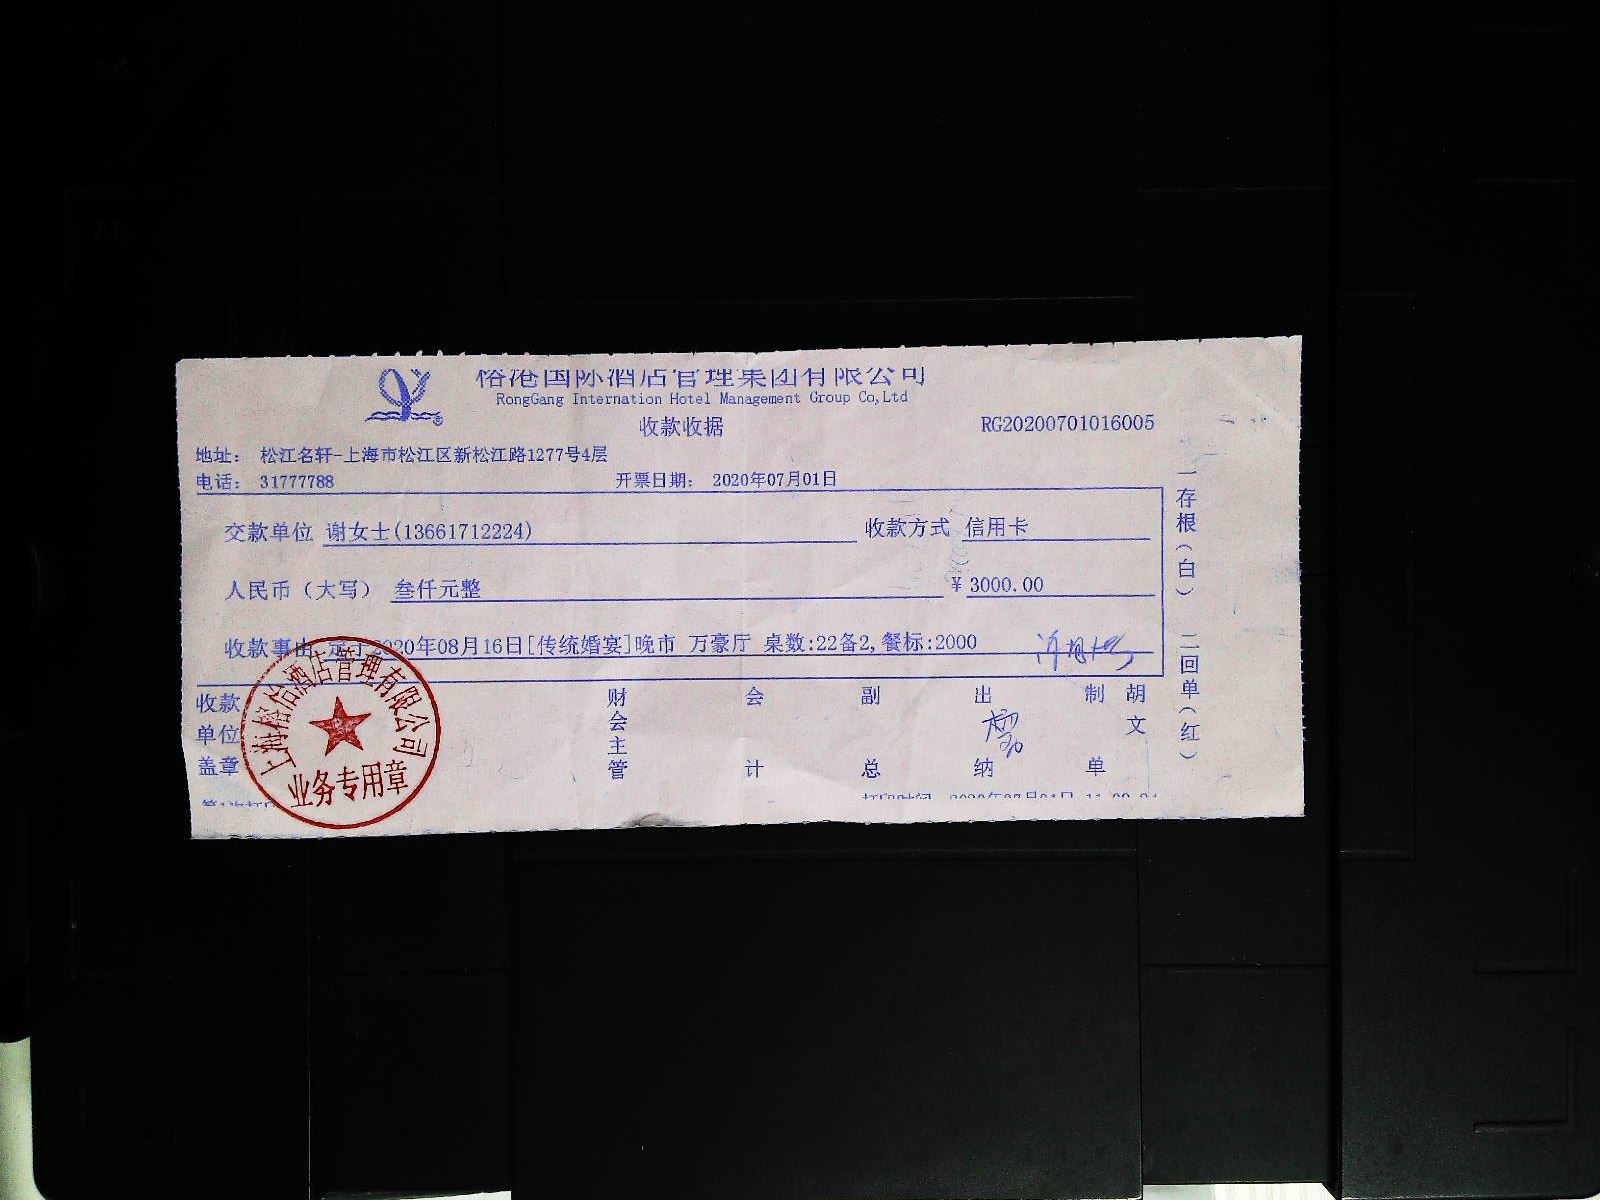 榕港国际酒店管理集团有限公司
RongGang Internation Hotel Management Group Co,Ltd
收款收据
RG20200701016005
地址： 松江名轩-上海市松江区新松江路1277号4层
电话： 31777788 开票日期： 2020年07月01日
交款单位 谢女士(13661712224) 收款方式 信用卡
人民币（大写） 叁仟元整 ¥ 3000.00
收款事由 定于2020年08月16日[传统婚宴]晚市 万豪厅 桌数:22备2,餐标:2000
收款单位盖章 财会主管 会计 副总 出纳 制单 胡文
一存根（白） 二回单（红）
上海榕怡酒店管理有限公司
业务专用章